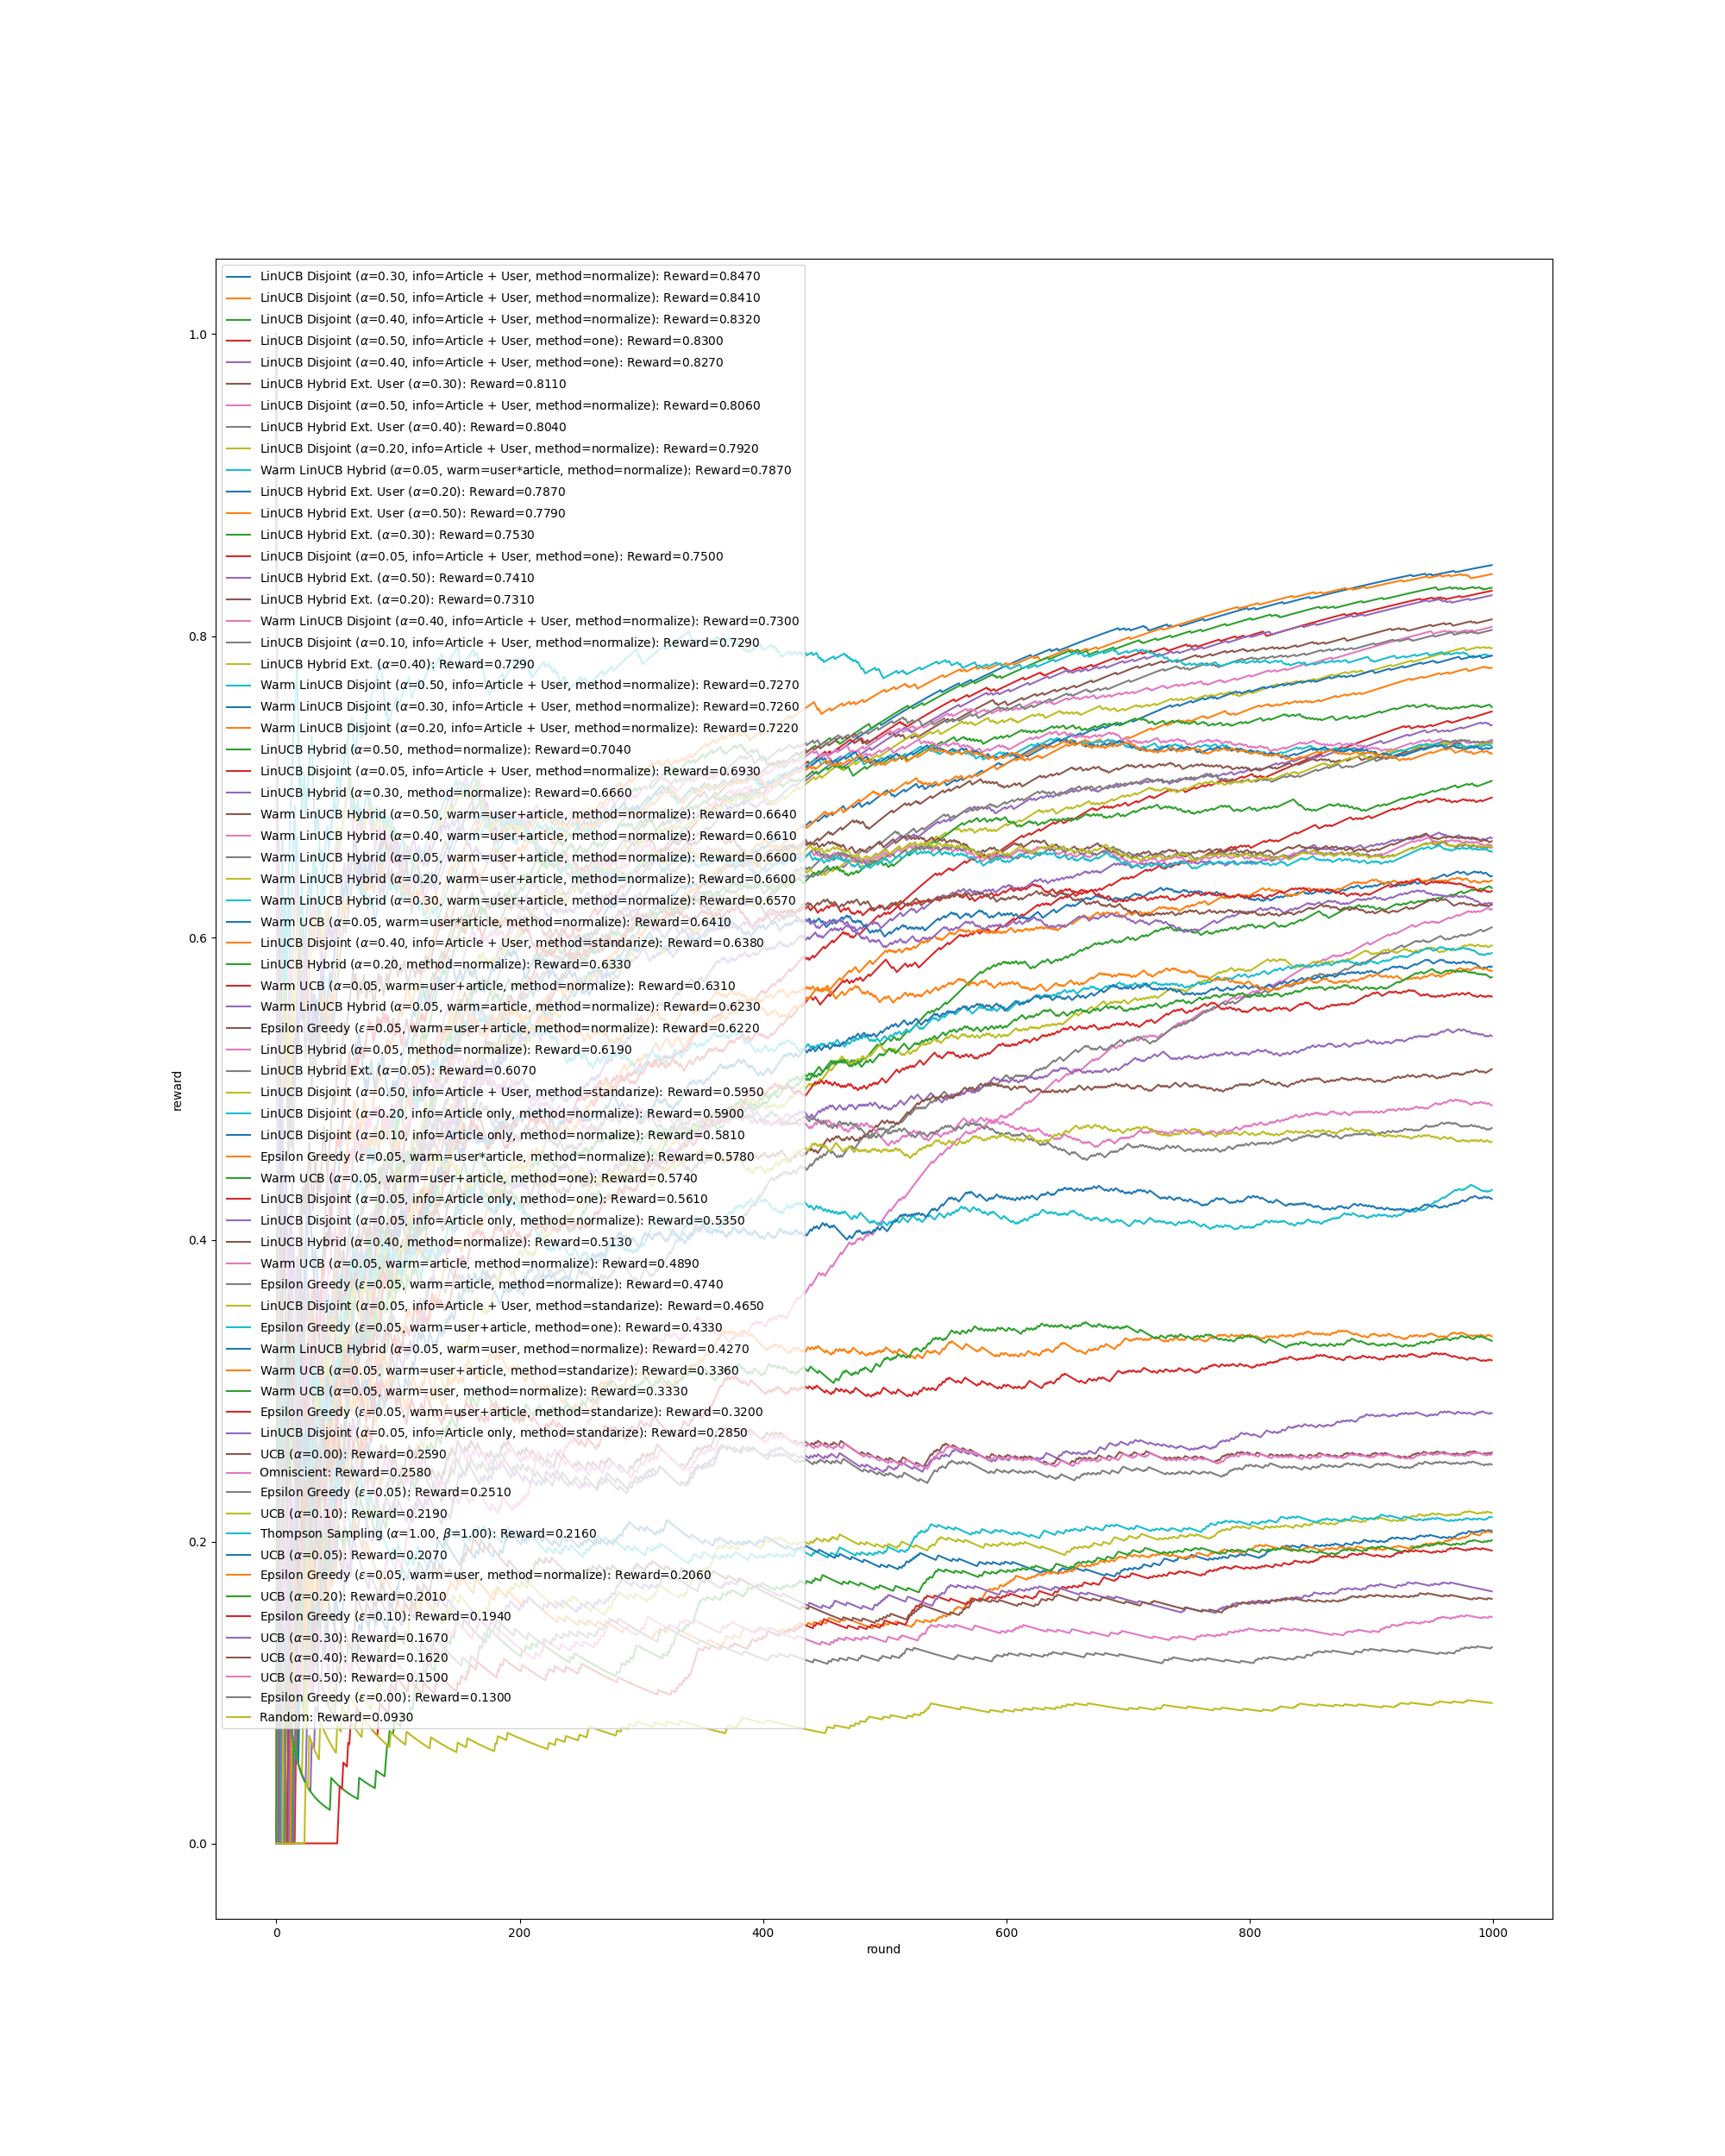 LinUCB Disjoint (α=0.30, info=Article + User, method=normalize): Reward=0.8470
LinUCB Disjoint (α=0.50, info=Article + User, method=normalize): Reward=0.8410
LinUCB Disjoint (α=0.40, info=Article + User, method=normalize): Reward=0.8320
LinUCB Disjoint (α=0.50, info=Article + User, method=one): Reward=0.8300
LinUCB Disjoint (α=0.40, info=Article + User, method=one): Reward=0.8270
LinUCB Hybrid Ext. User (α=0.30): Reward=0.8110
LinUCB Disjoint (α=0.50, info=Article + User, method=normalize): Reward=0.8060
LinUCB Hybrid Ext. User (α=0.40): Reward=0.8040
LinUCB Disjoint (α=0.20, info=Article + User, method=normalize): Reward=0.7920
Warm LinUCB Hybrid (α=0.05, warm=user*article, method=normalize): Reward=0.7870
LinUCB Hybrid Ext. User (α=0.20): Reward=0.7870
LinUCB Hybrid Ext. User (α=0.50): Reward=0.7790
LinUCB Hybrid Ext. (α=0.30): Reward=0.7530
LinUCB Disjoint (α=0.05, info=Article + User, method=one): Reward=0.7500
LinUCB Hybrid Ext. (α=0.50): Reward=0.7410
LinUCB Hybrid Ext. (α=0.20): Reward=0.7310
Warm LinUCB Disjoint (α=0.40, info=Article + User, method=normalize): Reward=0.7300
LinUCB Disjoint (α=0.10, info=Article + User, method=normalize): Reward=0.7290
LinUCB Hybrid Ext. (α=0.40): Reward=0.7290
Warm LinUCB Disjoint (α=0.50, info=Article + User, method=normalize): Reward=0.7270
Warm LinUCB Disjoint (α=0.30, info=Article + User, method=normalize): Reward=0.7260
Warm LinUCB Disjoint (α=0.20, info=Article + User, method=normalize): Reward=0.7220
LinUCB Hybrid (α=0.50, method=normalize): Reward=0.7040
LinUCB Disjoint (α=0.05, info=Article + User, method=normalize): Reward=0.6930
LinUCB Hybrid (α=0.30, method=normalize): Reward=0.6660
Warm LinUCB Hybrid (α=0.50, warm=user+article, method=normalize): Reward=0.6640
Warm LinUCB Hybrid (α=0.40, warm=user+article, method=normalize): Reward=0.6610
Warm LinUCB Hybrid (α=0.05, warm=user+article, method=normalize): Reward=0.6600
Warm LinUCB Hybrid (α=0.20, warm=user+article, method=normalize): Reward=0.6600
Warm LinUCB Hybrid (α=0.30, warm=user+article, method=normalize): Reward=0.6570
Warm UCB (α=0.05, warm=user*article, method=normalize): Reward=0.6410
LinUCB Disjoint (α=0.40, info=Article + User, method=standarize): Reward=0.6380
LinUCB Hybrid (α=0.20, method=normalize): Reward=0.6330
Warm UCB (α=0.05, warm=user+article, method=normalize): Reward=0.6310
Warm LinUCB Hybrid (α=0.05, warm=article, method=normalize): Reward=0.6230
Epsilon Greedy (ε=0.05, warm=user+article, method=normalize): Reward=0.6220
LinUCB Hybrid (α=0.05, method=normalize): Reward=0.6190
LinUCB Hybrid Ext. (α=0.05): Reward=0.6070
LinUCB Disjoint (α=0.50, info=Article + User, method=standarize): Reward=0.5950
LinUCB Disjoint (α=0.20, info=Article only, method=normalize): Reward=0.5900
LinUCB Disjoint (α=0.10, info=Article only, method=normalize): Reward=0.5810
Epsilon Greedy (ε=0.05, warm=user*article, method=normalize): Reward=0.5780
Warm UCB (α=0.05, warm=user+article, method=one): Reward=0.5740
LinUCB Disjoint (α=0.05, info=Article only, method=one): Reward=0.5610
LinUCB Disjoint (α=0.05, info=Article only, method=normalize): Reward=0.5350
LinUCB Hybrid (α=0.40, method=normalize): Reward=0.5130
Warm UCB (α=0.05, warm=article, method=normalize): Reward=0.4890
Epsilon Greedy (ε=0.05, warm=article, method=normalize): Reward=0.4740
LinUCB Disjoint (α=0.05, info=Article + User, method=standarize): Reward=0.4650
Epsilon Greedy (ε=0.05, warm=user+article, method=one): Reward=0.4330
Warm LinUCB Hybrid (α=0.05, warm=user, method=normalize): Reward=0.4270
Warm UCB (α=0.05, warm=user+article, method=standarize): Reward=0.3360
Warm UCB (α=0.05, warm=user, method=normalize): Reward=0.3330
Epsilon Greedy (ε=0.05, warm=user+article, method=standarize): Reward=0.3200
LinUCB Disjoint (α=0.05, info=Article only, method=standarize): Reward=0.2850
UCB (α=0.00): Reward=0.2590
Omniscient: Reward=0.2580
Epsilon Greedy (ε=0.05): Reward=0.2510
UCB (α=0.10): Reward=0.2190
Thompson Sampling (α=1.00, β=1.00): Reward=0.2160
UCB (α=0.05): Reward=0.2070
Epsilon Greedy (ε=0.05, warm=user, method=normalize): Reward=0.2060
UCB (α=0.20): Reward=0.2010
Epsilon Greedy (ε=0.10): Reward=0.1940
UCB (α=0.30): Reward=0.1670
UCB (α=0.40): Reward=0.1620
UCB (α=0.50): Reward=0.1500
Epsilon Greedy (ε=0.00): Reward=0.1300
Random: Reward=0.0930
1.0
0.8
0.6
0.4
0.2
0.0
reward
0 200 400 600 800 1000
round